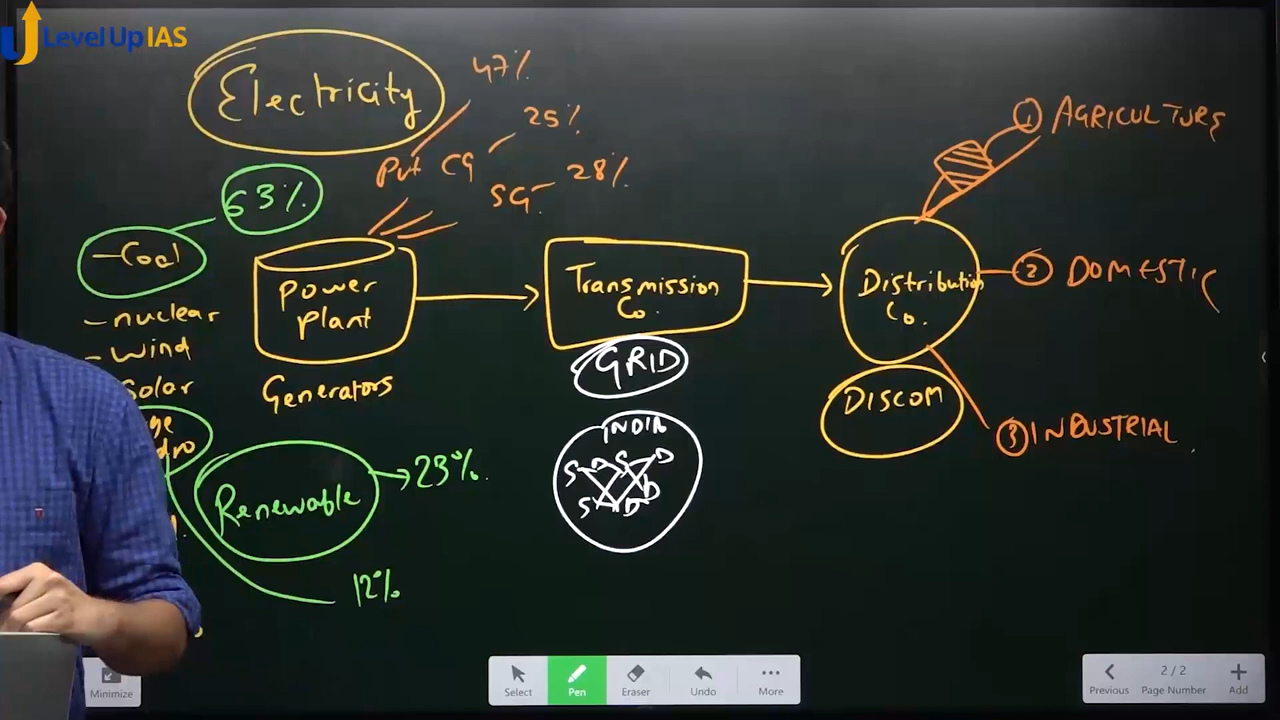 LevelUp IAS
Electricity
47%
25%
Pvt CG
28%
SG
63%
- Coal
- nuclear
- Wind
Solar
Power
Plant
Generators
Transmission
Co.
GRID
INDIA
S D S D
S D D
Distribution
Co.
DISCOM
① AGRICULTURE
② DOMESTIC
③ INDUSTRIAL
Renewable
23%
12%
Minimize
Select
Pen
Eraser
Undo
More
Previous
2 / 2
Page Number
Add